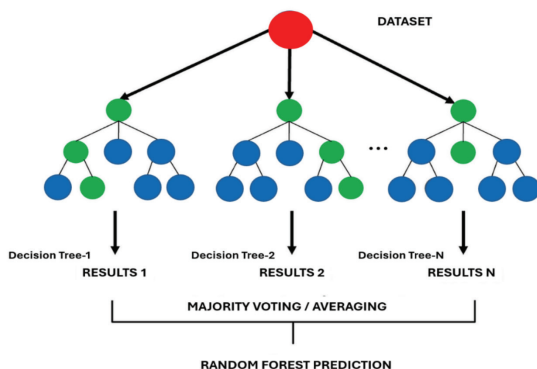 DATASET
...
Decision Tree-1
RESULTS 1
Decision Tree-2
RESULTS 2
Decision Tree-N
RESULTS N
MAJORITY VOTING / AVERAGING
RANDOM FOREST PREDICTION